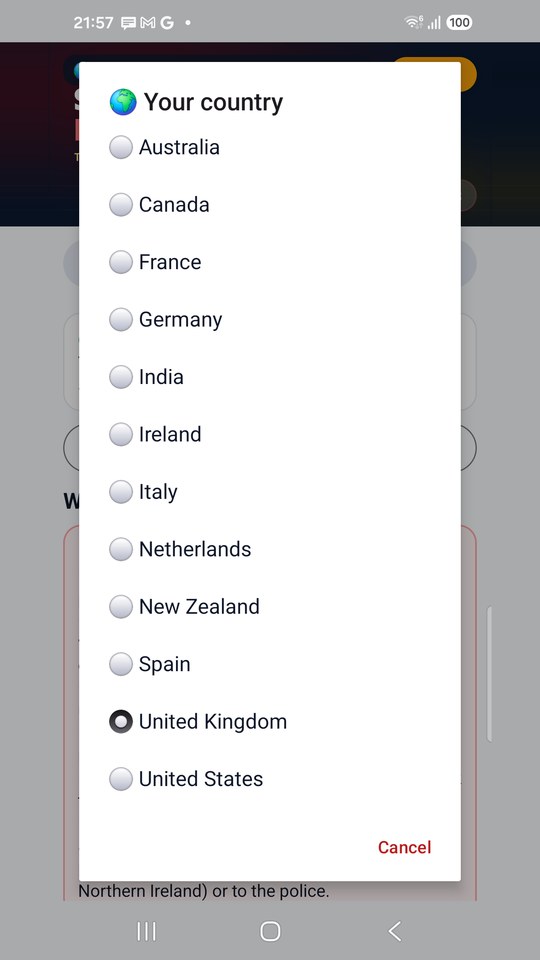 21:57
100
Your country
Australia
Canada
France
Germany
India
Ireland
Italy
Netherlands
New Zealand
Spain
United Kingdom
United States
Cancel
Northern Ireland) or to the police.